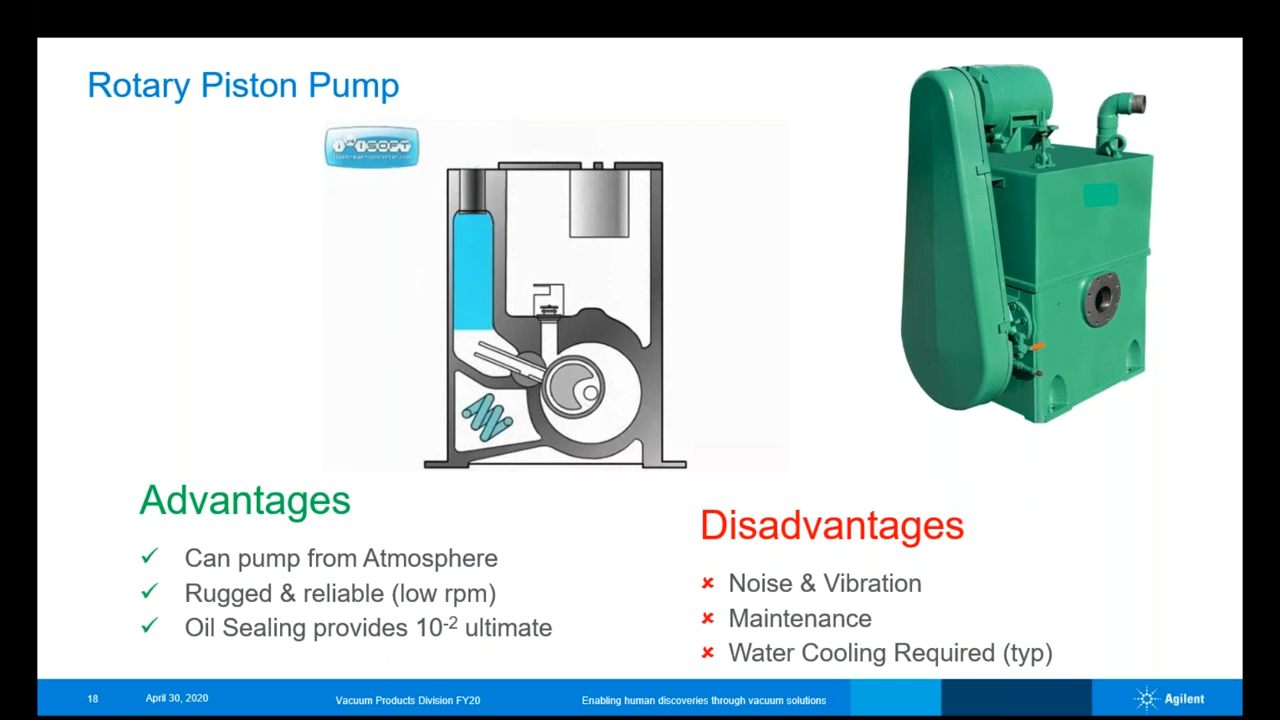 Rotary Piston Pump
Advantages
✓ Can pump from Atmosphere
✓ Rugged & reliable (low rpm)
✓ Oil Sealing provides 10⁻² ultimate
Disadvantages
✘ Noise & Vibration
✘ Maintenance
✘ Water Cooling Required (typ)
18
April 30, 2020
Vacuum Products Division FY20
Enabling human discoveries through vacuum solutions
Agilent